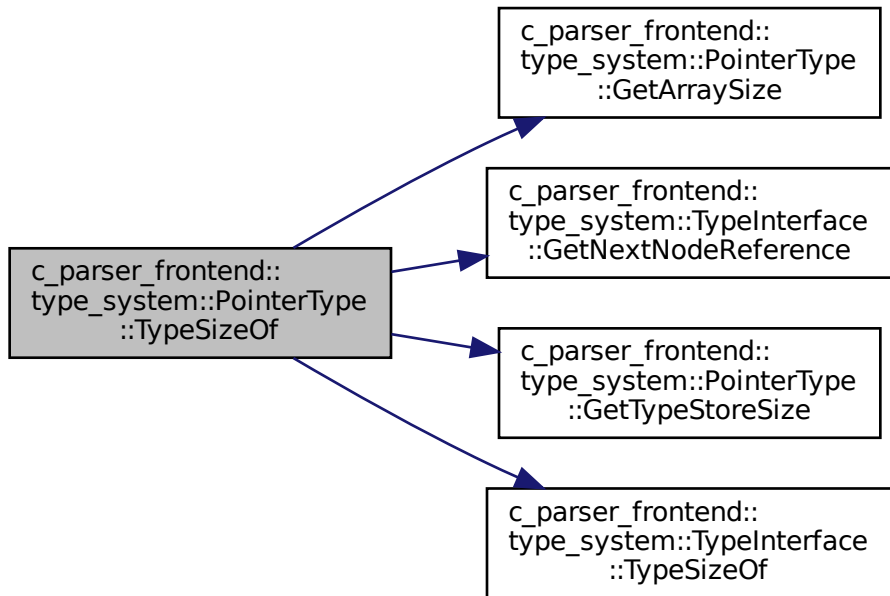 c_parser_frontend::
type_system::PointerType
::GetArraySize
c_parser_frontend::
type_system::TypeInterface
::GetNextNodeReference
c_parser_frontend::
type_system::PointerType
::TypeSizeOf
c_parser_frontend::
type_system::PointerType
::GetTypeStoreSize
c_parser_frontend::
type_system::TypeInterface
::TypeSizeOf